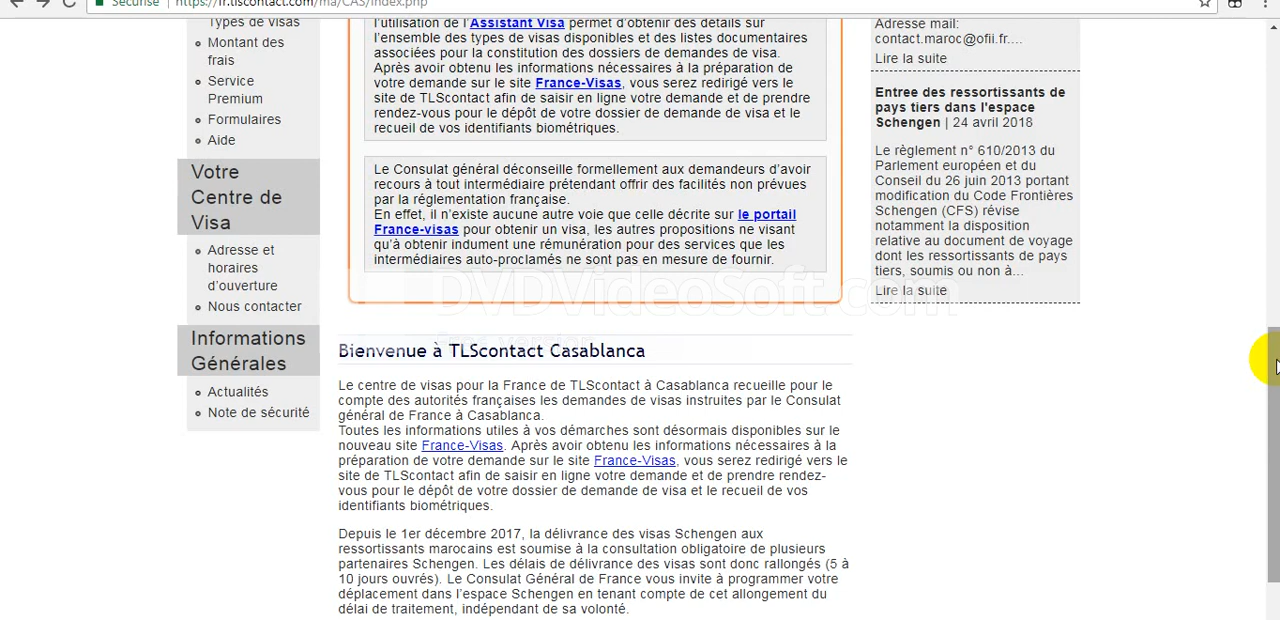 Sécurisé | https://fr.tlscontact.com/ma/CAS/index.php
Types de visas
Montant des
frais
Service
Premium
Formulaires
Aide
Votre
Centre de
Visa
Adresse et
horaires
d'ouverture
Nous contacter
Informations
Générales
Actualités
Note de sécurité
l'utilisation de l'Assistant Visa permet d'obtenir des détails sur
l'ensemble des types de visas disponibles et des listes documentaires
associées pour la constitution des dossiers de demandes de visa.
Après avoir obtenu les informations nécessaires à la préparation de
votre demande sur le site France-Visas, vous serez redirigé vers le
site de TLScontact afin de saisir en ligne votre demande et de prendre
rendez-vous pour le dépôt de votre dossier de demande de visa et le
recueil de vos identifiants biométriques.
Le Consulat général déconseille formellement aux demandeurs d'avoir
recours à tout intermédiaire prétendant offrir des facilités non prévues
par la réglementation française.
En effet, il n'existe aucune autre voie que celle décrite sur le portail
France-visas pour obtenir un visa, les autres propositions ne visant
qu'à obtenir indument une rémunération pour des services que les
intermédiaires auto-proclamés ne sont pas en mesure de fournir.
DVDVideoSoft.com
Bienvenue à TLScontact Casablanca
Le centre de visas pour la France de TLScontact à Casablanca recueille pour le
compte des autorités françaises les demandes de visas instruites par le Consulat
général de France à Casablanca.
Toutes les informations utiles à vos démarches sont désormais disponibles sur le
nouveau site France-Visas. Après avoir obtenu les informations nécessaires à la
préparation de votre demande sur le site France-Visas, vous serez redirigé vers le
site de TLScontact afin de saisir en ligne votre demande et de prendre rendez-
vous pour le dépôt de votre dossier de demande de visa et le recueil de vos
identifiants biométriques.
Depuis le 1er décembre 2017, la délivrance des visas Schengen aux
ressortissants marocains est soumise à la consultation obligatoire de plusieurs
partenaires Schengen. Les délais de délivrance des visas sont donc rallongés (5 à
10 jours ouvrés). Le Consulat Général de France vous invite à programmer votre
déplacement dans l'espace Schengen en tenant compte de cet allongement du
délai de traitement, indépendant de sa volonté.
Adresse mail:
contact.maroc@ofii.fr....
Lire la suite
Entree des ressortissants de
pays tiers dans l'espace
Schengen | 24 avril 2018
Le règlement n° 610/2013 du
Parlement européen et du
Conseil du 26 juin 2013 portant
modification du Code Frontières
Schengen (CFS) révise
notamment la disposition
relative au document de voyage
dont les ressortissants de pays
tiers, soumis ou non à...
Lire la suite